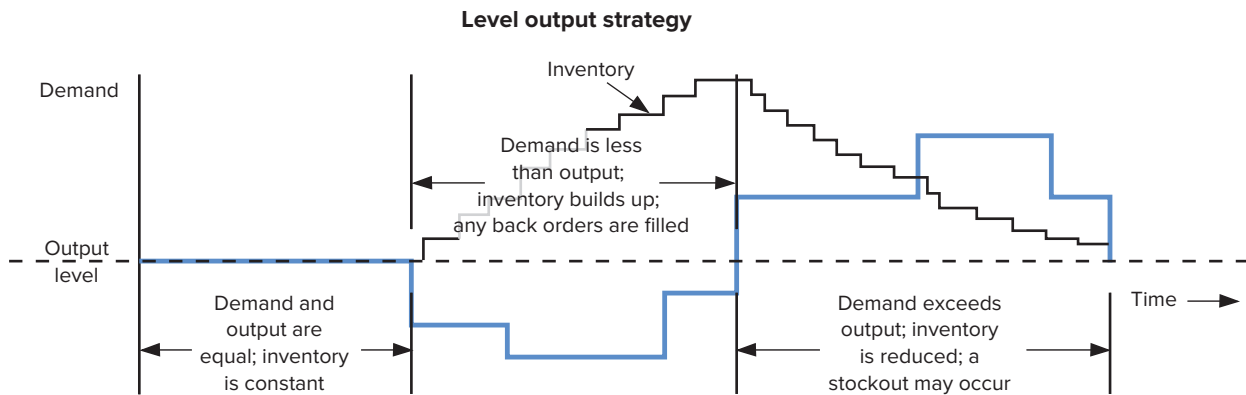 Level output strategy
Inventory
Demand
Demand is less
than output;
inventory builds up;
any back orders are filled
Output
level
Demand and
output are
equal; inventory
is constant
Demand exceeds
output; inventory
is reduced; a
stockout may occur
Time